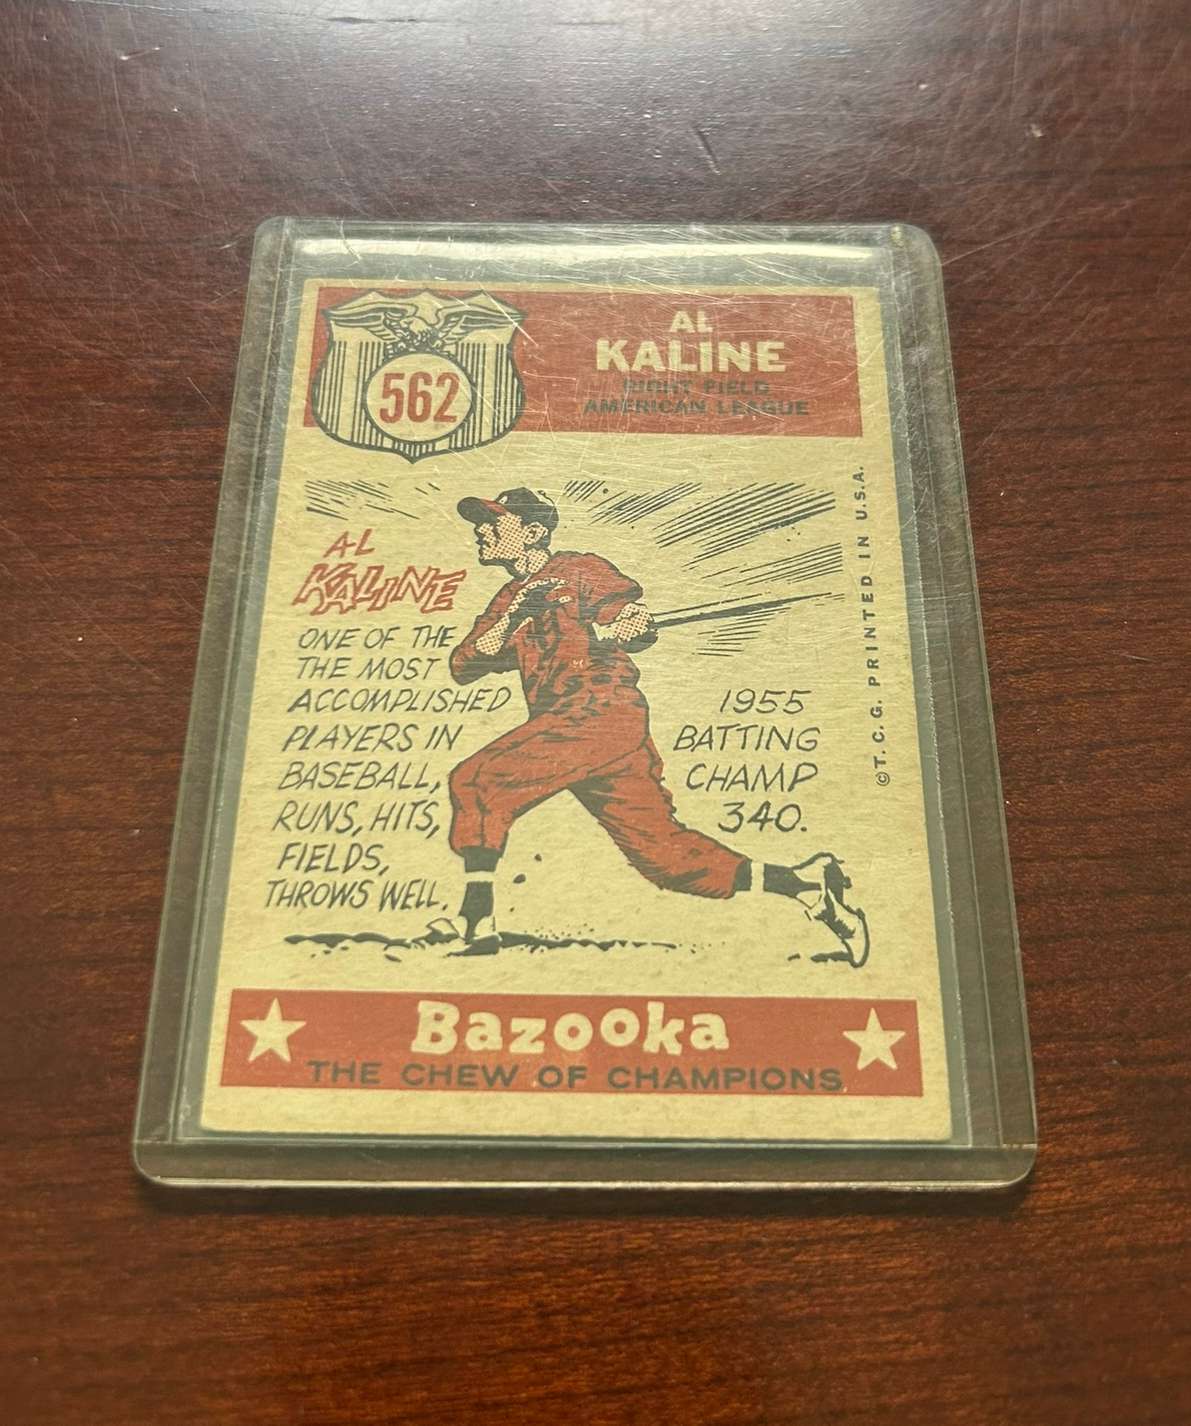 562
AL
KALINE
RIGHT FIELD
AMERICAN LEAGUE
AL
KALINE
ONE OF THE
THE MOST
ACCOMPLISHED
PLAYERS IN
BASEBALL,
RUNS, HITS,
FIELDS,
THROWS WELL.
1955
BATTING
CHAMP
340.
©T.C.G. PRINTED IN U.S.A.
Bazooka
THE CHEW OF CHAMPIONS